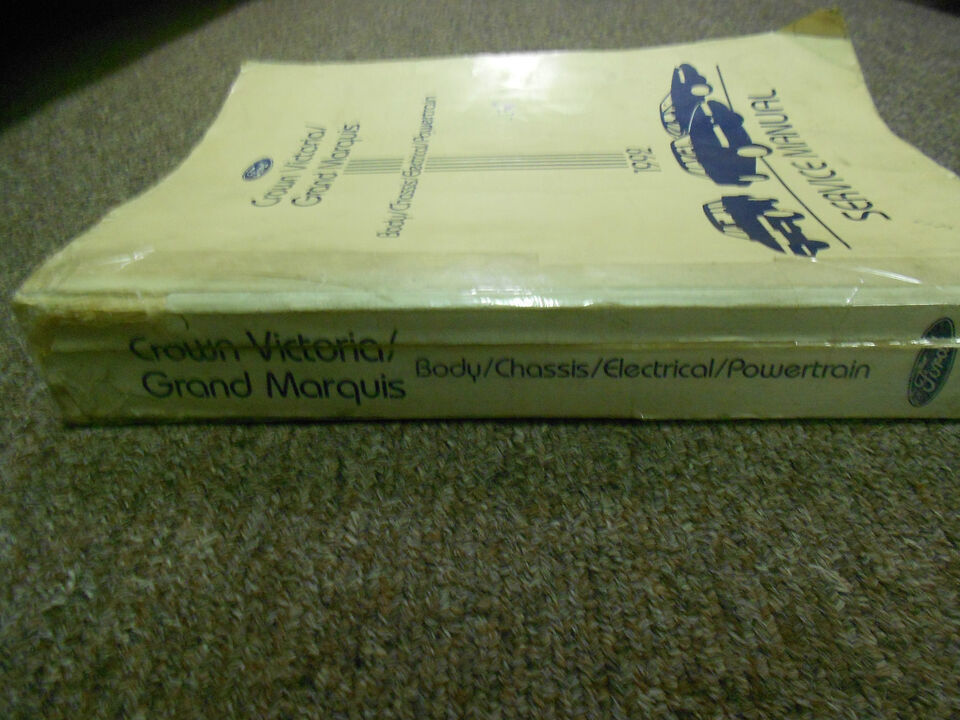 Ford
Crown Victoria/
Grand Marquis
Body/Chassis/Electrical/Powertrain
1992
SERVICE MANUAL
Crown Victoria/
Grand Marquis
Body/Chassis/Electrical/Powertrain
Ford